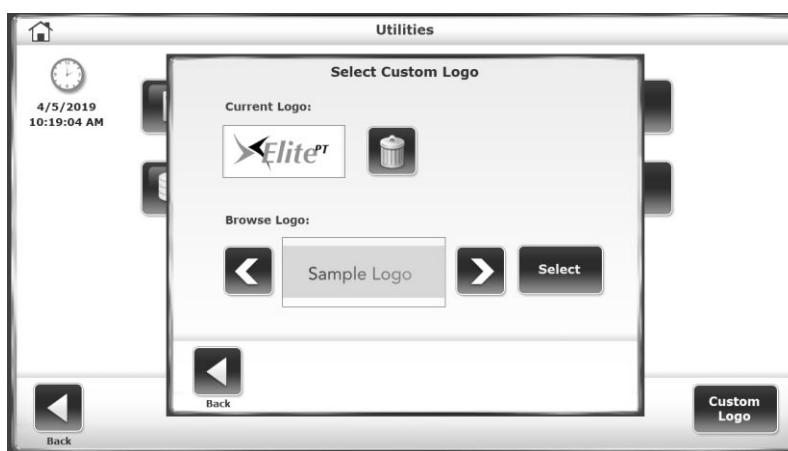 Utilities
4/5/2019
10:19:04 AM
Select Custom Logo
Current Logo:
ElitePT
Browse Logo:
Sample Logo
Select
Back
Back
Custom
Logo